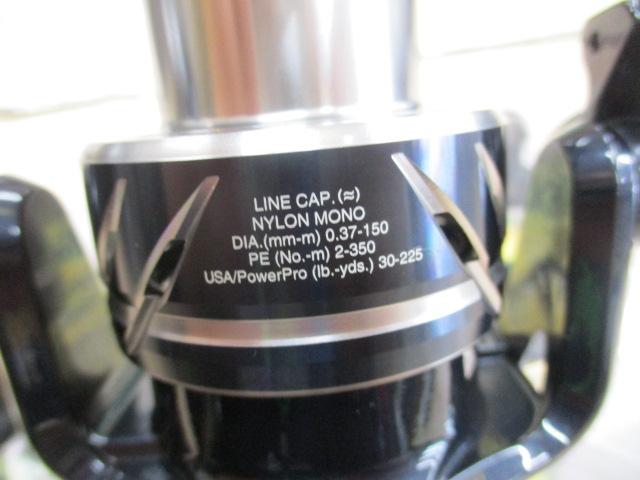 LINE CAP.(≈)
NYLON MONO
DIA.(mm-m) 0.37-150
PE (No.-m) 2-350
USA/PowerPro (lb.-yds.) 30-225